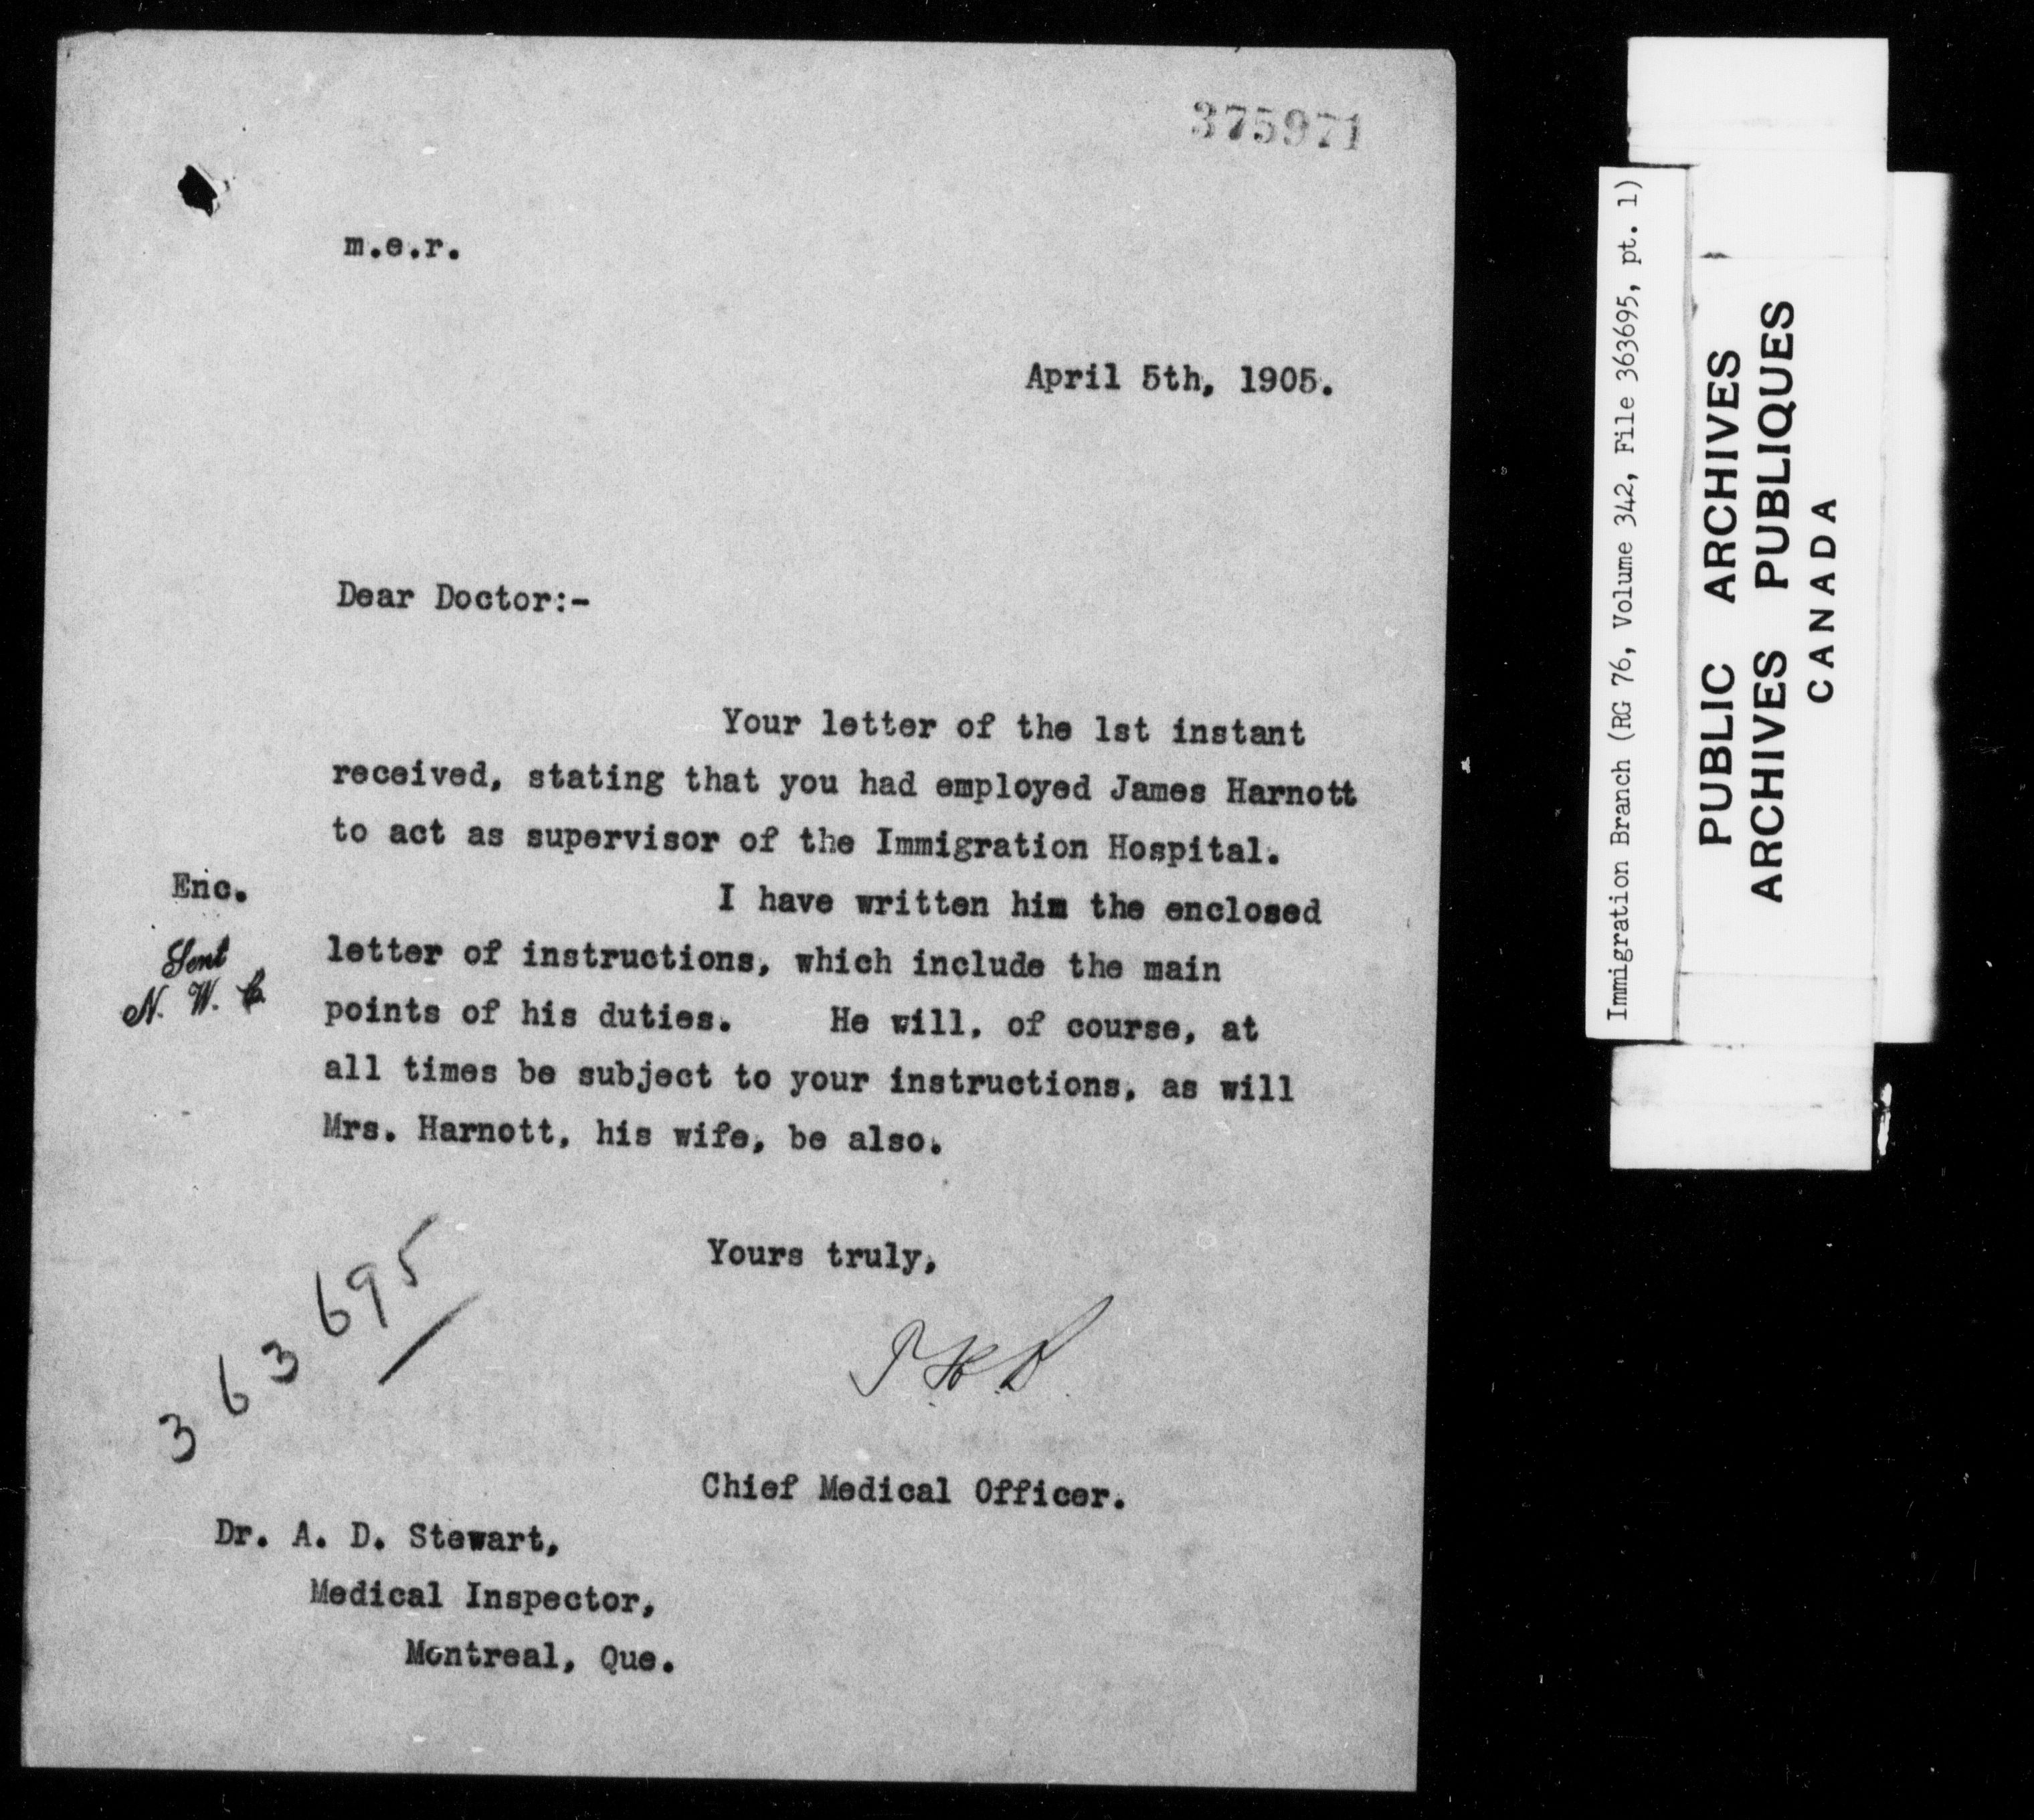 375971
m.e.r.
April 5th, 1905.
Dear Doctor:-
Your letter of the 1st instant
received, stating that you had employed James Harnott
to act as supervisor of the Immigration Hospital.
Enc.
I have written him the enclosed
Sent
letter of instructions, which include the main
N. W. C.
points of his duties. He will, of course, at
all times be subject to your instructions, as will
Mrs. Harnott, his wife, be also.
Yours truly,
363695
Chief Medical Officer.
Dr. A. D. Stewart,
Medical Inspector,
Montreal, Que.
Immigration Branch (RG 76, Volume 342, File 363695, pt. 1)
PUBLIC ARCHIVES
ARCHIVES PUBLIQUES
CANADA